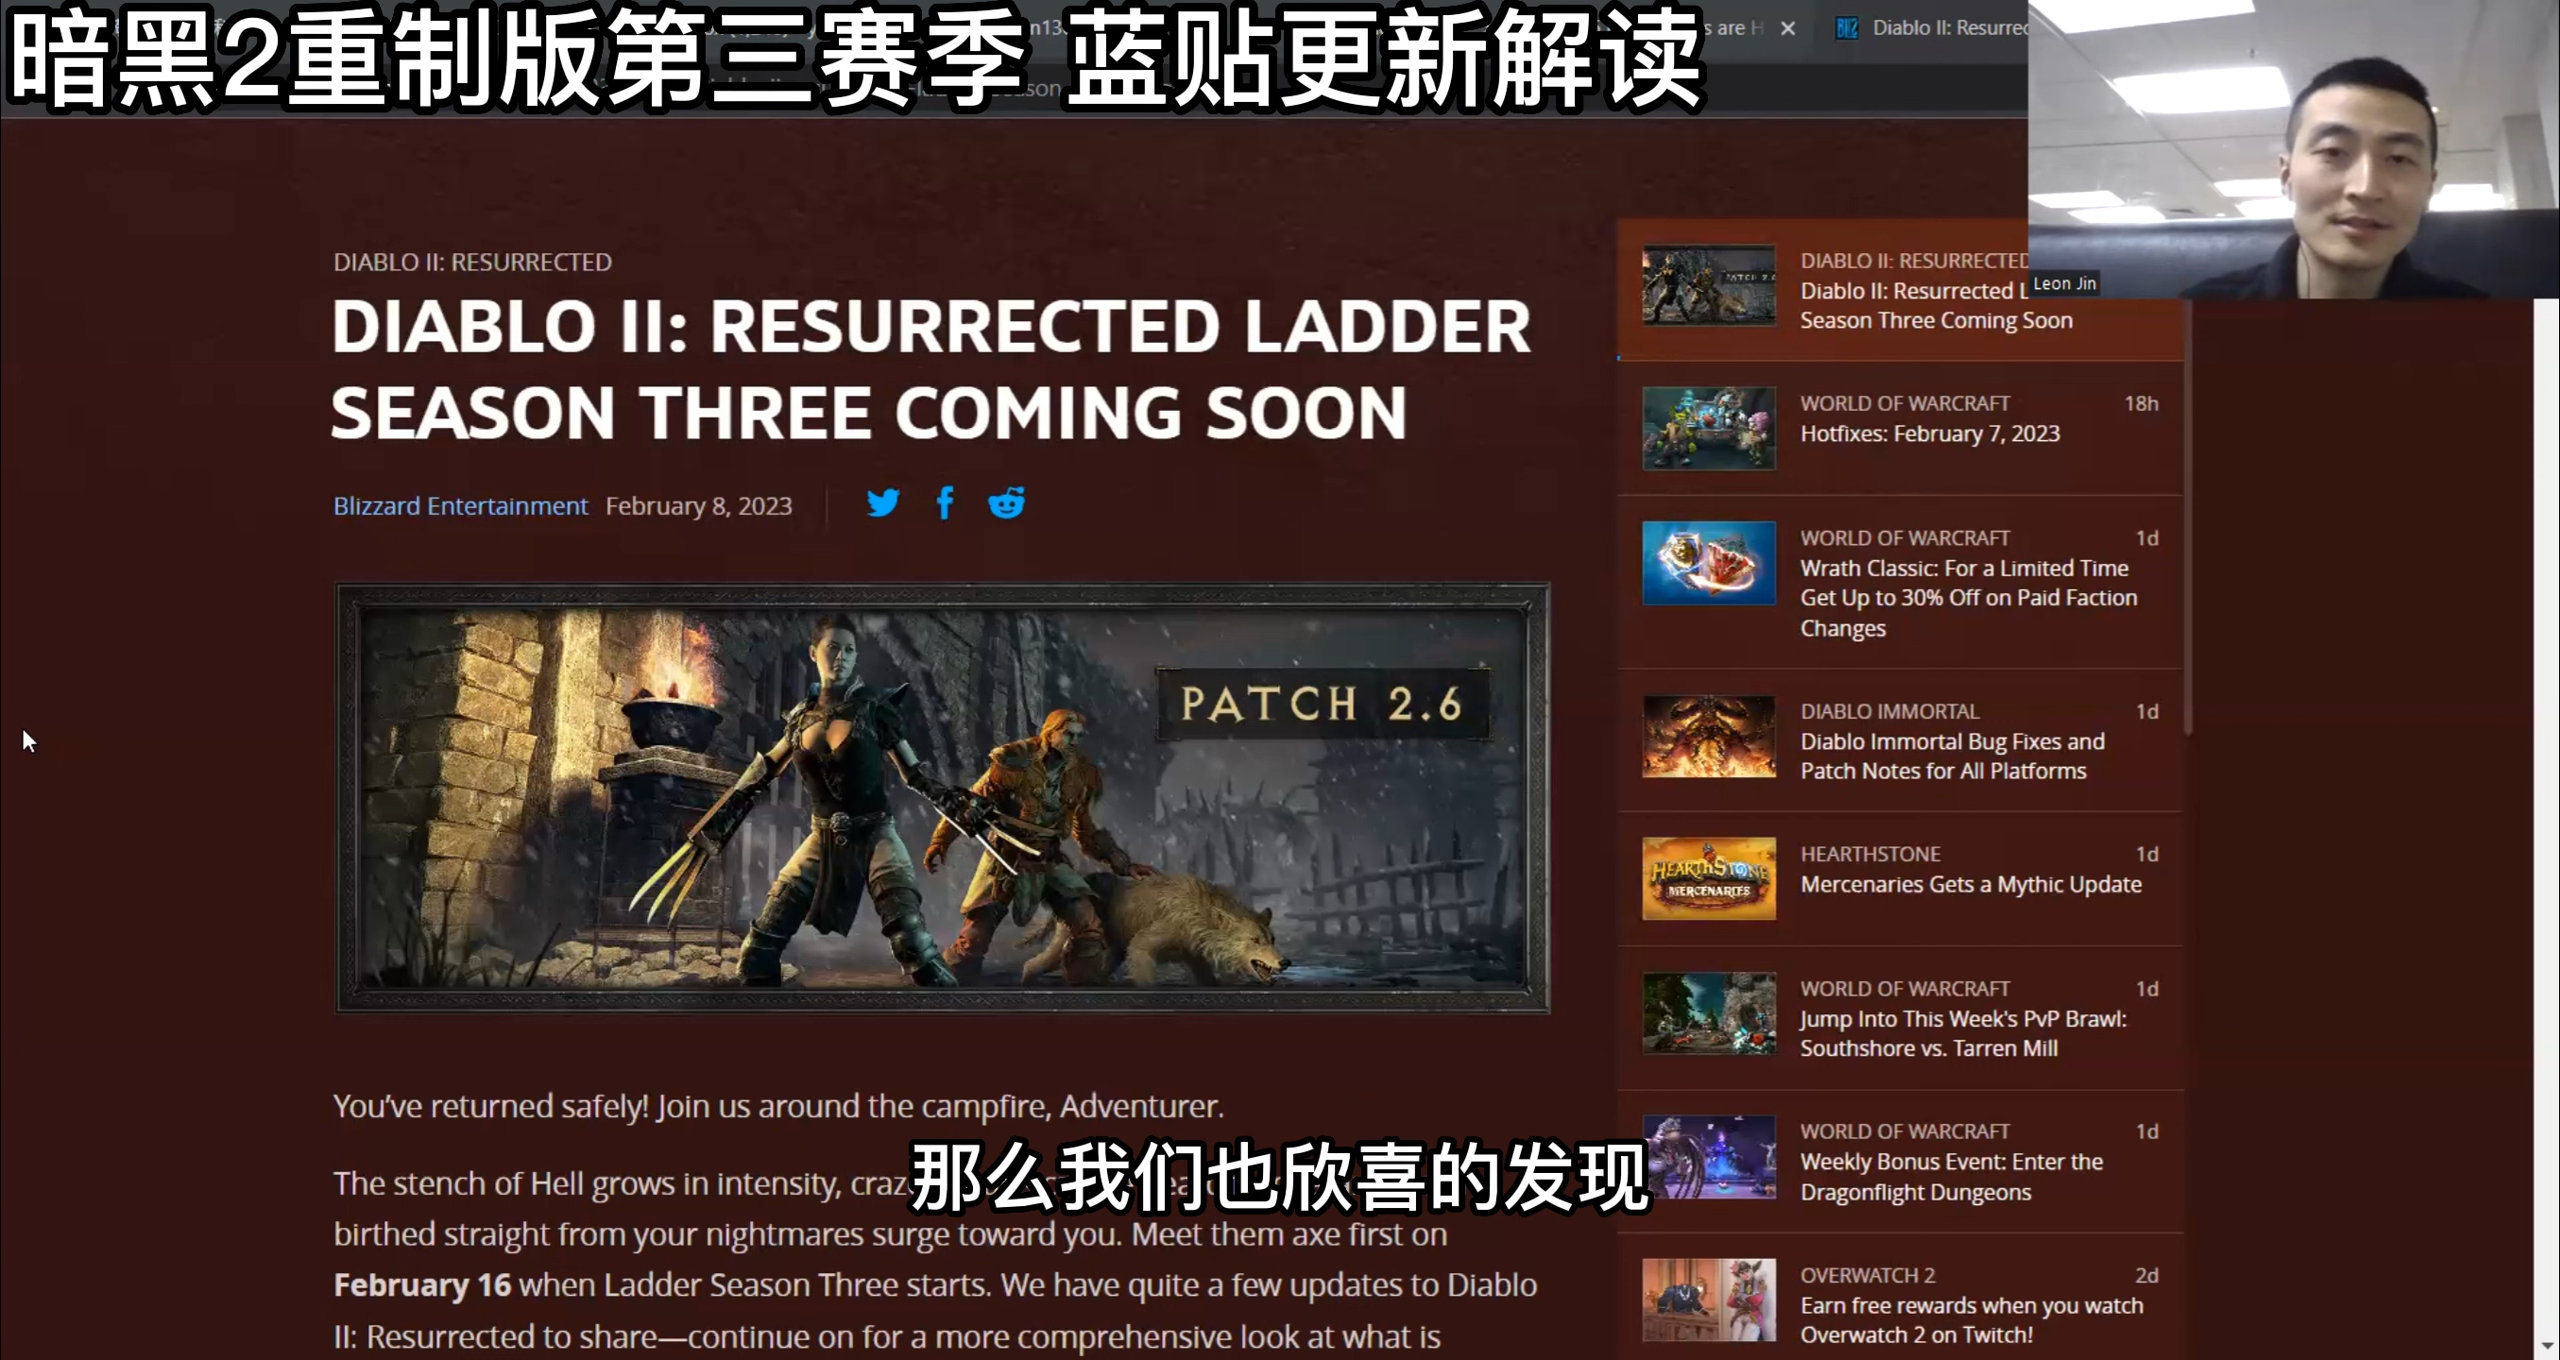 暗黑2重制版第三赛季 蓝贴更新解读
s are H
Diablo II: Resurrec
DIABLO II: RESURRECTED
DIABLO II: RESURRECTED LADDER
SEASON THREE COMING SOON
Blizzard Entertainment February 8, 2023
PATCH 2.6
You've returned safely! Join us around the campfire, Adventurer.
The stench of Hell grows in intensity,
birthed straight from your nightmares surge toward you. Meet them axe first on
February 16 when Ladder Season Three starts. We have quite a few updates to Diablo
II: Resurrected to share—continue on for a more comprehensive look at what is
那么我们也欣喜的发现
Leon Jin
DIABLO II: RESURRECTED
Diablo II: Resurrected L
Season Three Coming Soon
WORLD OF WARCRAFT 18h
Hotfixes: February 7, 2023
WORLD OF WARCRAFT 1d
Wrath Classic: For a Limited Time
Get Up to 30% Off on Paid Faction
Changes
DIABLO IMMORTAL 1d
Diablo Immortal Bug Fixes and
Patch Notes for All Platforms
HEARTHSTONE
MERCENARIES
HEARTHSTONE 1d
Mercenaries Gets a Mythic Update
WORLD OF WARCRAFT 1d
Jump Into This Week's PvP Brawl:
Southshore vs. Tarren Mill
WORLD OF WARCRAFT 1d
Weekly Bonus Event: Enter the
Dragonflight Dungeons
OVERWATCH 2 2d
Earn free rewards when you watch
Overwatch 2 on Twitch!